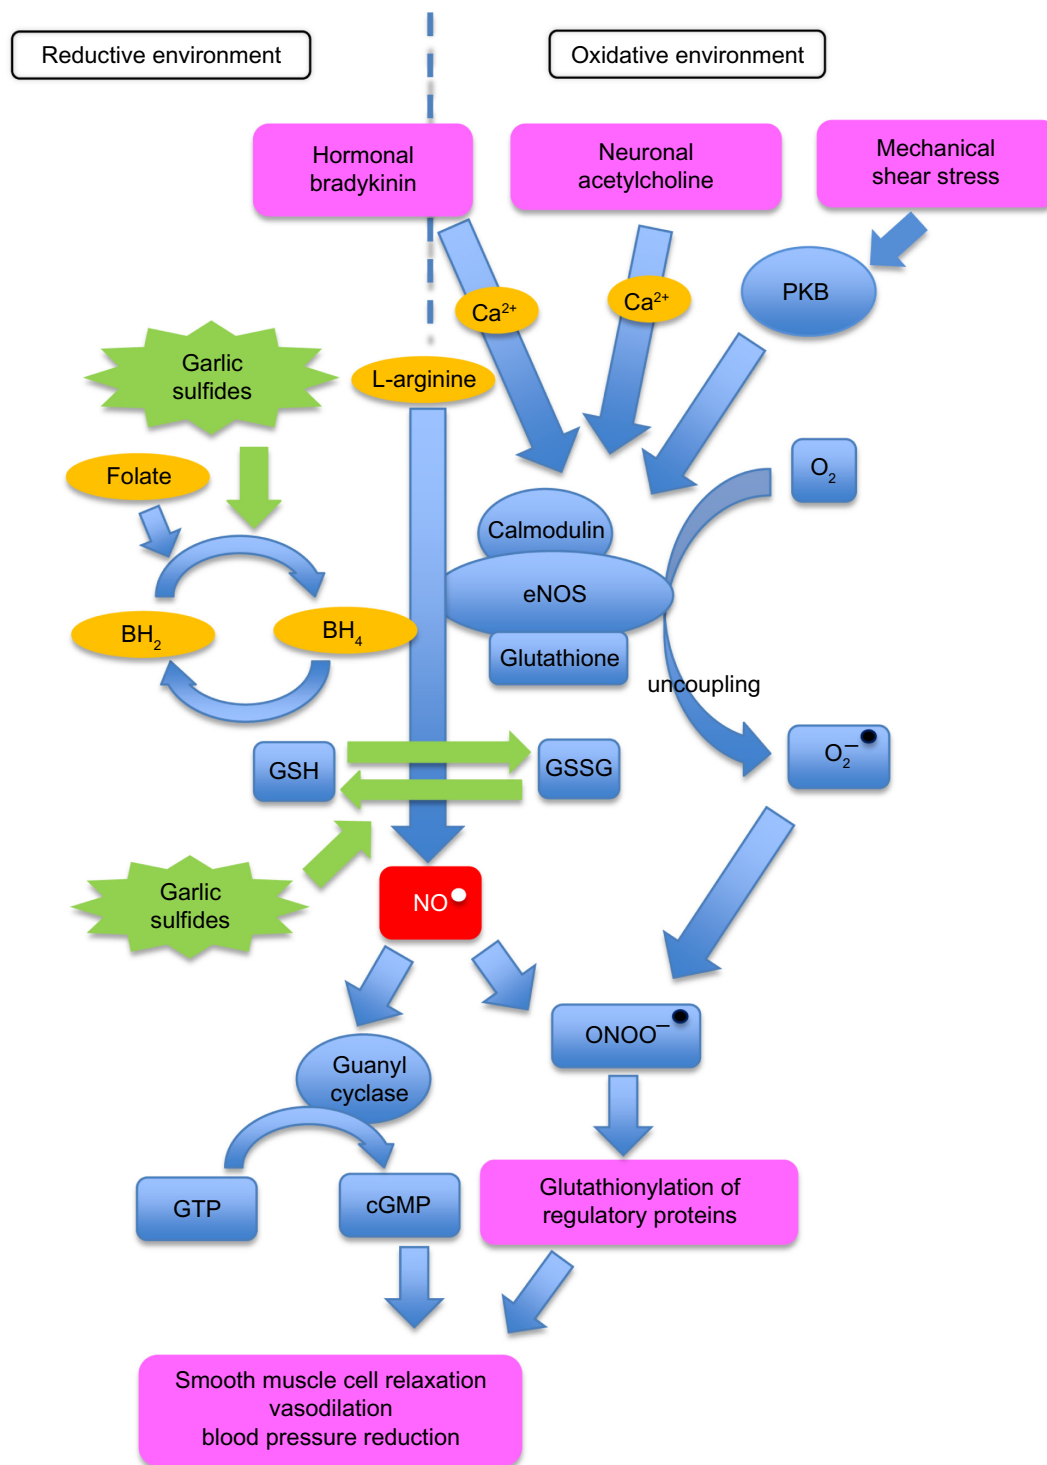 Reductive environment
Oxidative environment
Hormonal
bradykinin
Neuronal
acetylcholine
Mechanical
shear stress
PKB
Ca²⁺
Ca²⁺
Garlic
sulfides
L-arginine
Folate
O₂
Calmodulin
eNOS
Glutathione
BH₂
BH₄
uncoupling
GSH
GSSG
O₂⁻
Garlic
sulfides
NO
ONOO⁻
Guanyl
cyclase
GTP
cGMP
Glutathionylation of
regulatory proteins
Smooth muscle cell relaxation
vasodilation
blood pressure reduction